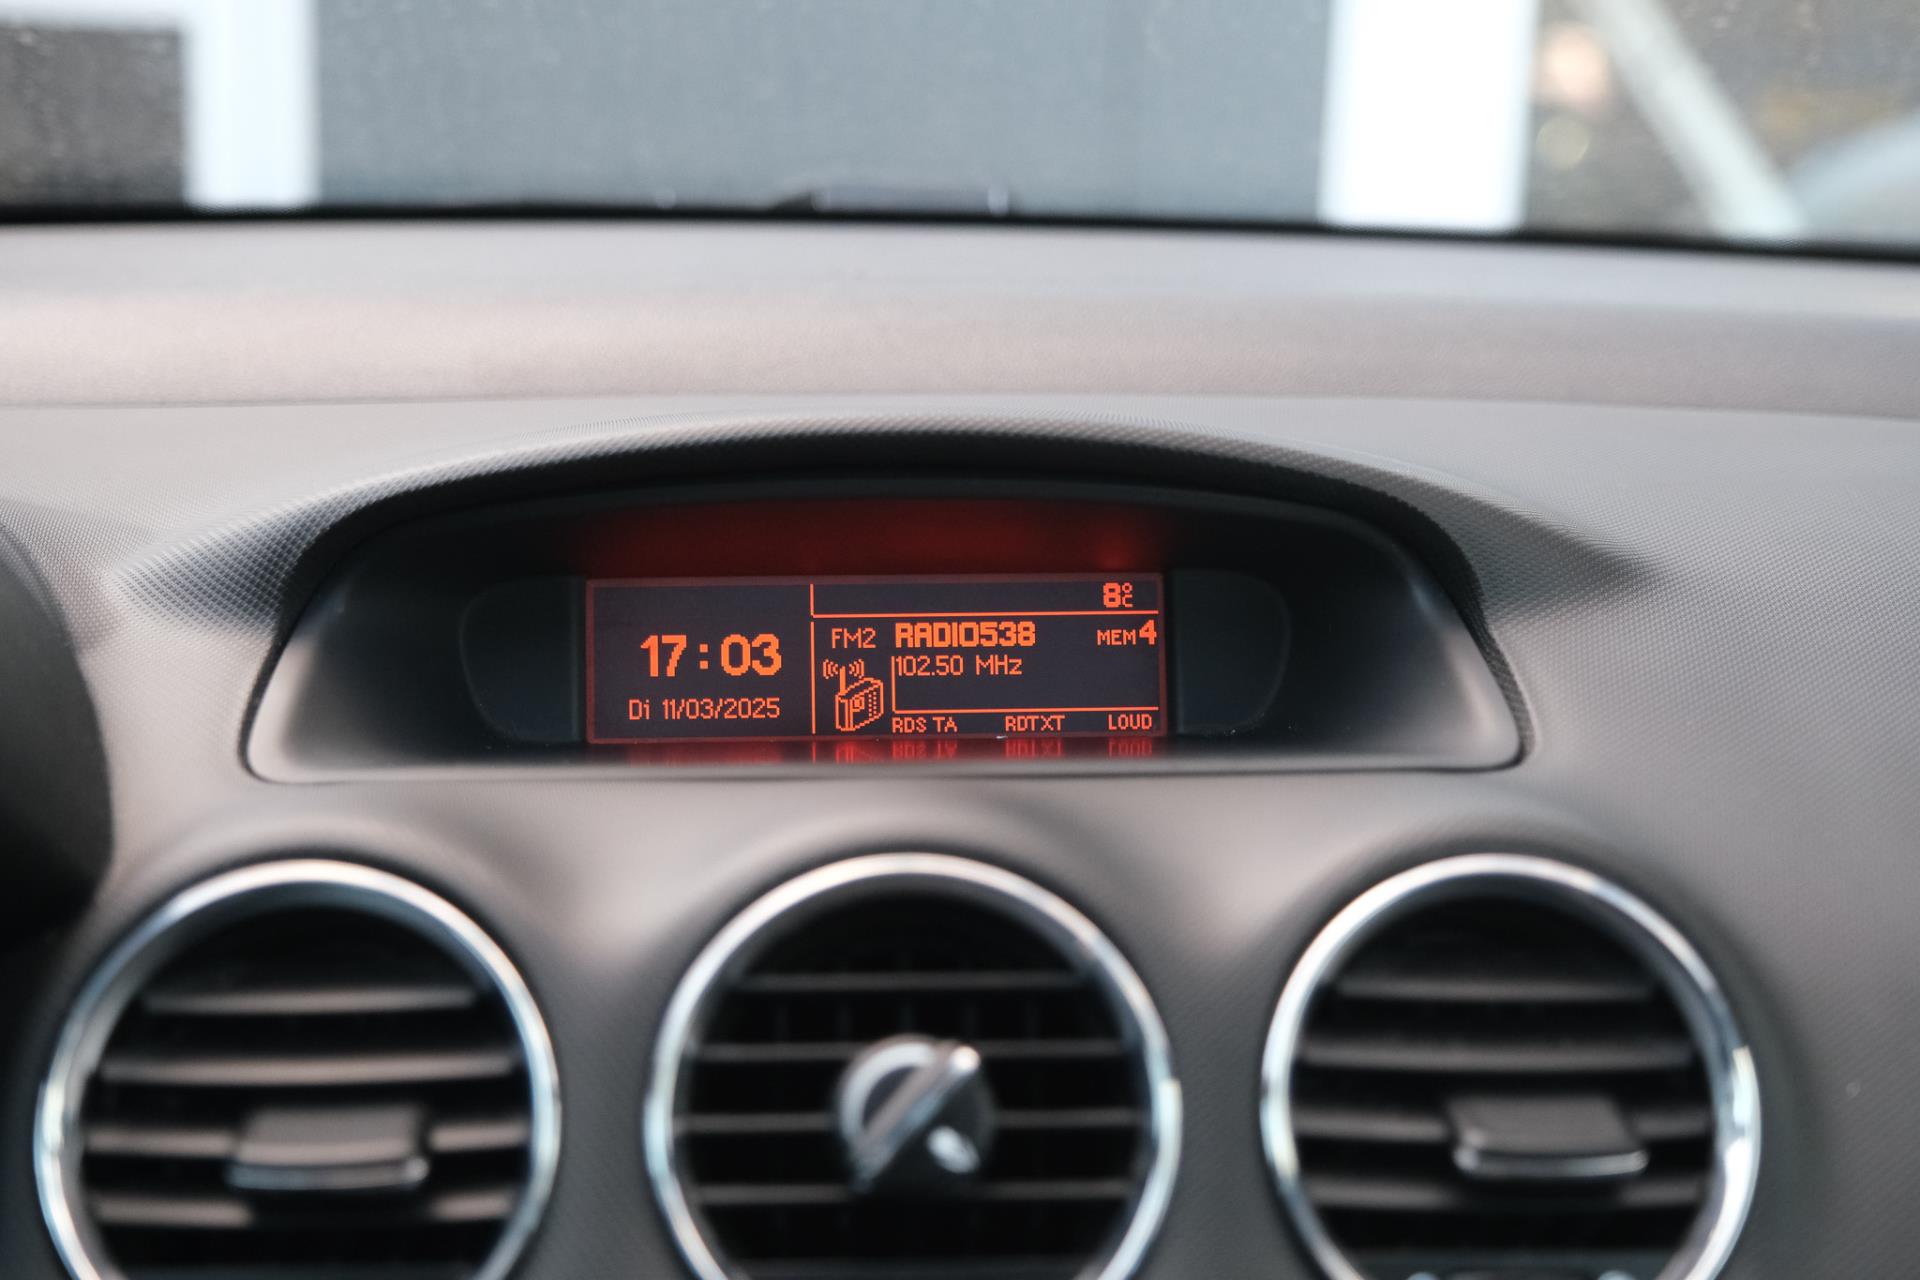 8°C
17:03
FM2 RADIO538 MEM 4
102.50 MHz
Di 11/03/2025
RDS TA RDTXT LOUD